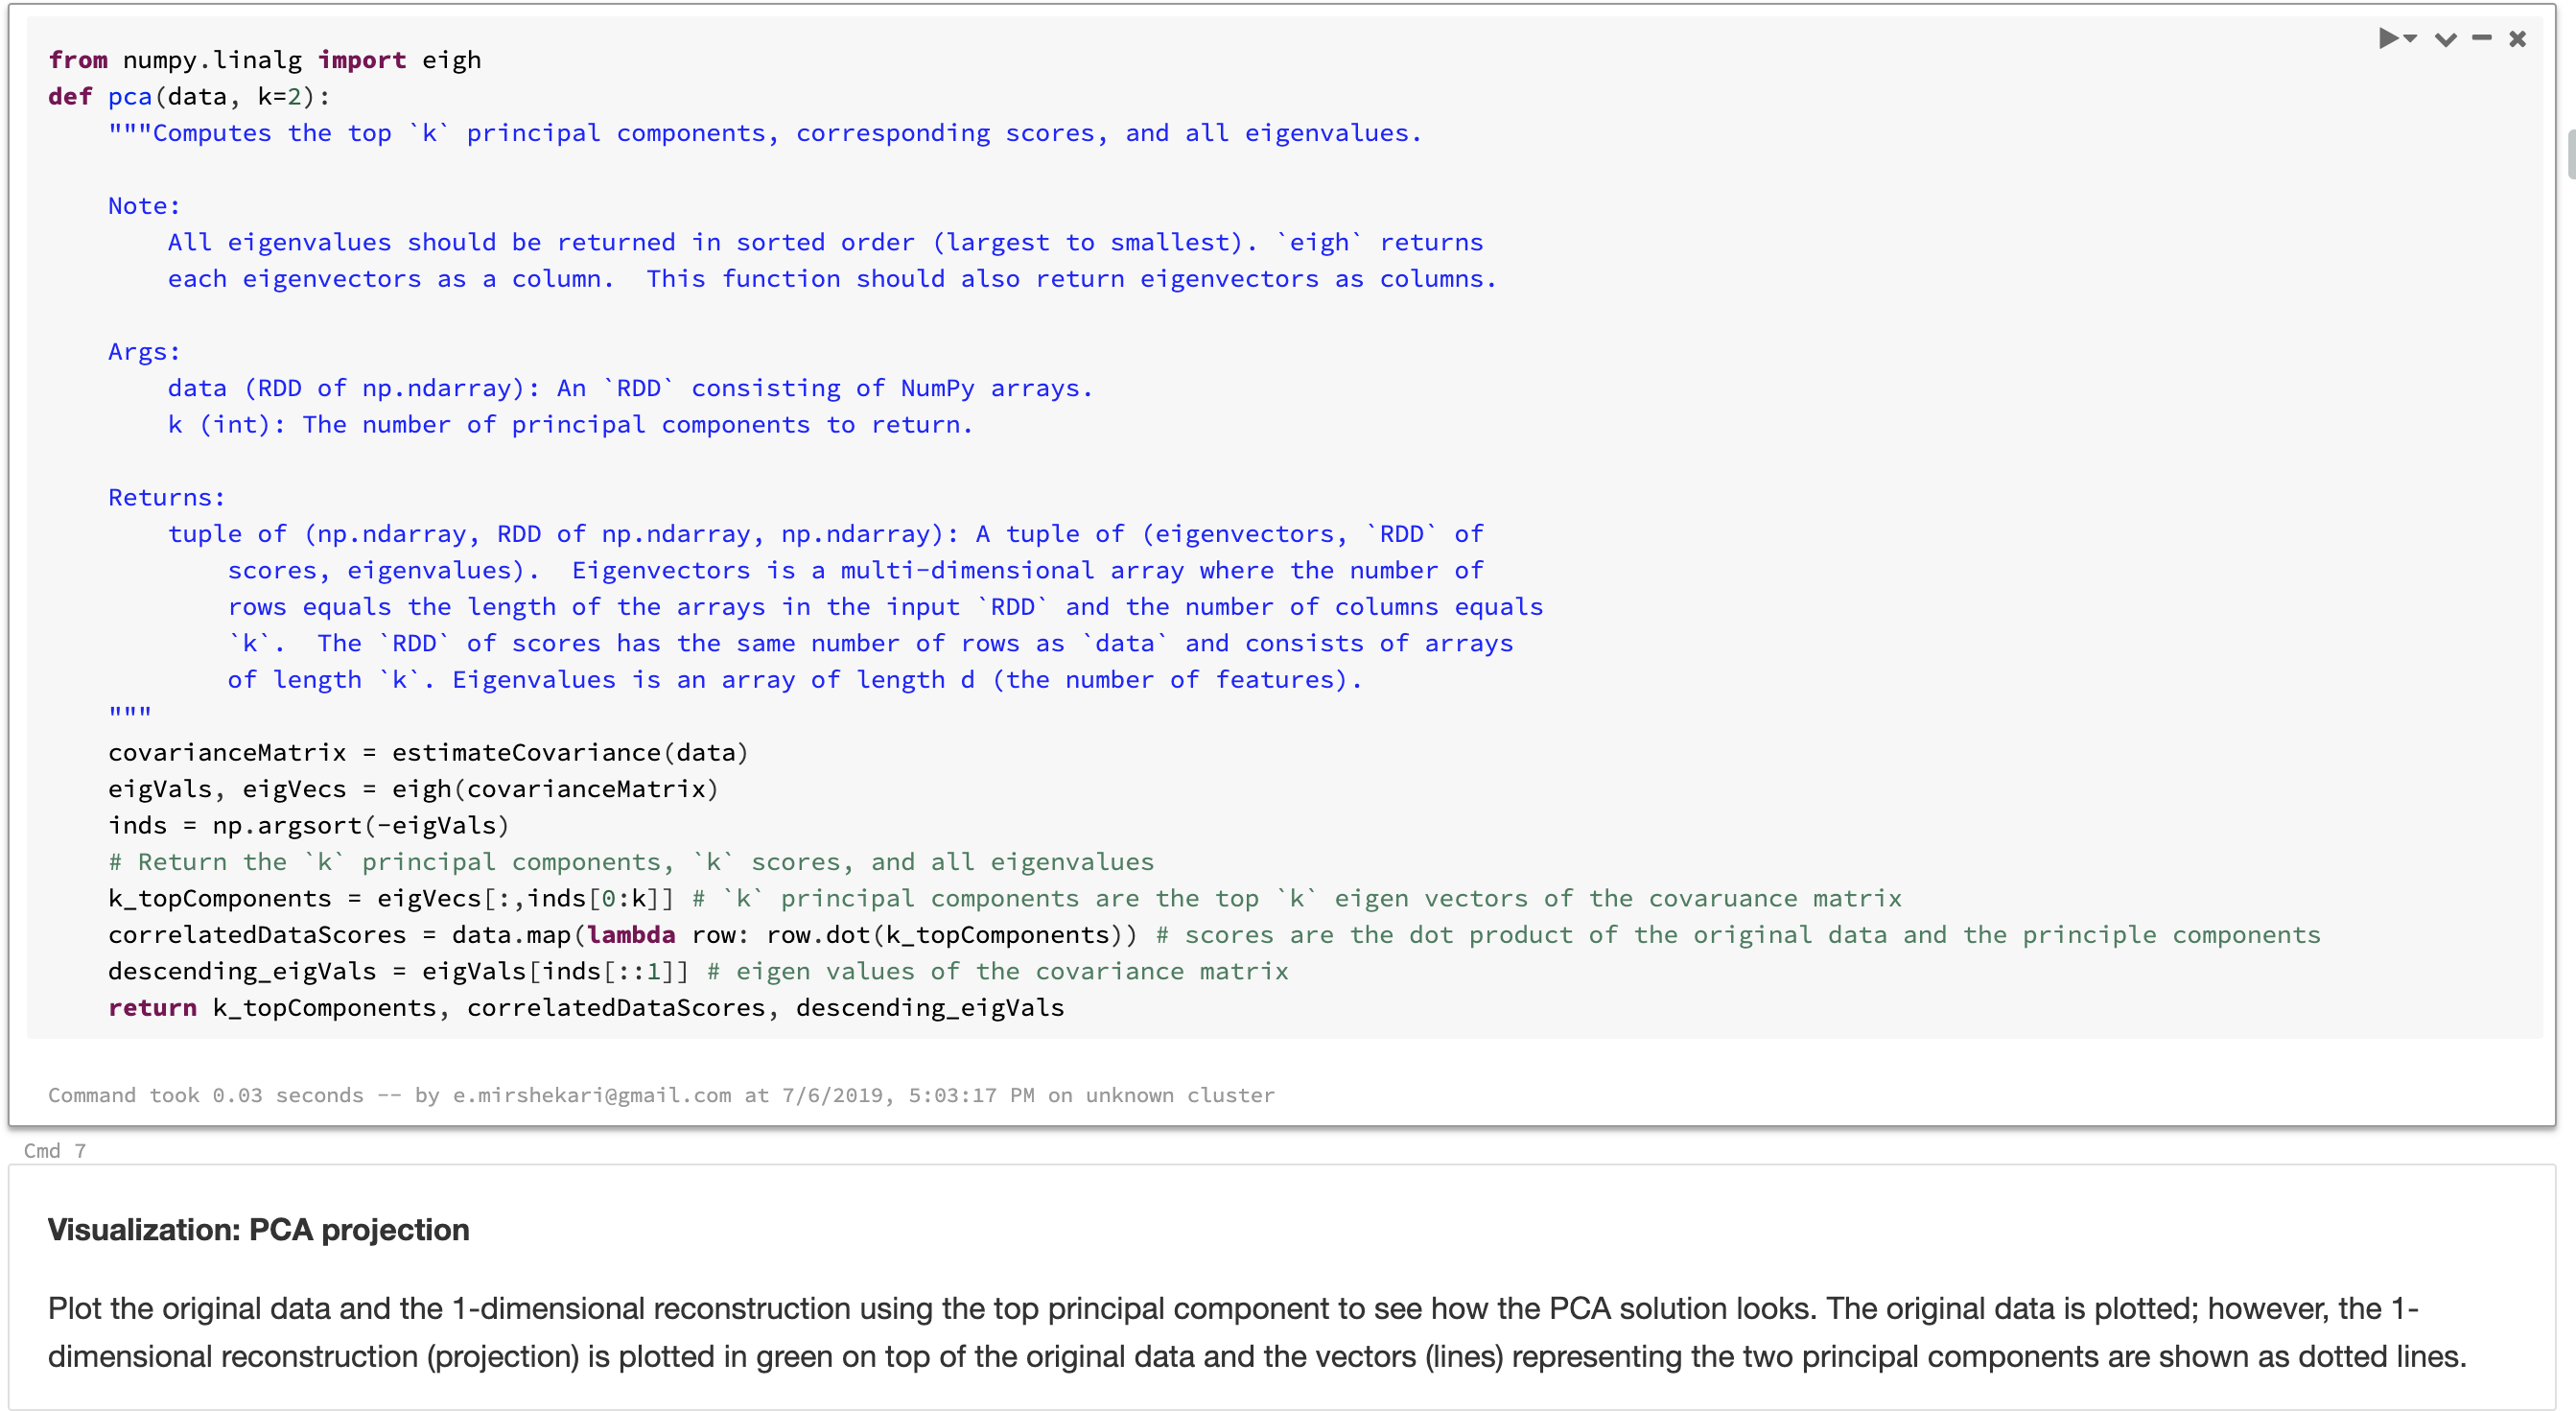 from numpy.linalg import eigh
def pca(data, k=2):
    """Computes the top `k` principal components, corresponding scores, and all eigenvalues.

    Note:
        All eigenvalues should be returned in sorted order (largest to smallest). `eigh` returns
        each eigenvectors as a column.  This function should also return eigenvectors as columns.

    Args:
        data (RDD of np.ndarray): An `RDD` consisting of NumPy arrays.
        k (int): The number of principal components to return.

    Returns:
        tuple of (np.ndarray, RDD of np.ndarray, np.ndarray): A tuple of (eigenvectors, `RDD` of
            scores, eigenvalues).  Eigenvectors is a multi-dimensional array where the number of
            rows equals the length of the arrays in the input `RDD` and the number of columns equals
            `k`.  The `RDD` of scores has the same number of rows as `data` and consists of arrays
            of length `k`. Eigenvalues is an array of length d (the number of features).
    """
    covarianceMatrix = estimateCovariance(data)
    eigVals, eigVecs = eigh(covarianceMatrix)
    inds = np.argsort(-eigVals)
    # Return the `k` principal components, `k` scores, and all eigenvalues
    k_topComponents = eigVecs[:,inds[0:k]] # `k` principal components are the top `k` eigen vectors of the covaruance matrix
    correlatedDataScores = data.map(lambda row: row.dot(k_topComponents)) # scores are the dot product of the original data and the principle components
    descending_eigVals = eigVals[inds[::1]] # eigen values of the covariance matrix
    return k_topComponents, correlatedDataScores, descending_eigVals
Command took 0.03 seconds -- by e.mirshekari@gmail.com at 7/6/2019, 5:03:17 PM on unknown cluster
Cmd 7
Visualization: PCA projection
Plot the original data and the 1-dimensional reconstruction using the top principal component to see how the PCA solution looks. The original data is plotted; however, the 1-
dimensional reconstruction (projection) is plotted in green on top of the original data and the vectors (lines) representing the two principal components are shown as dotted lines.